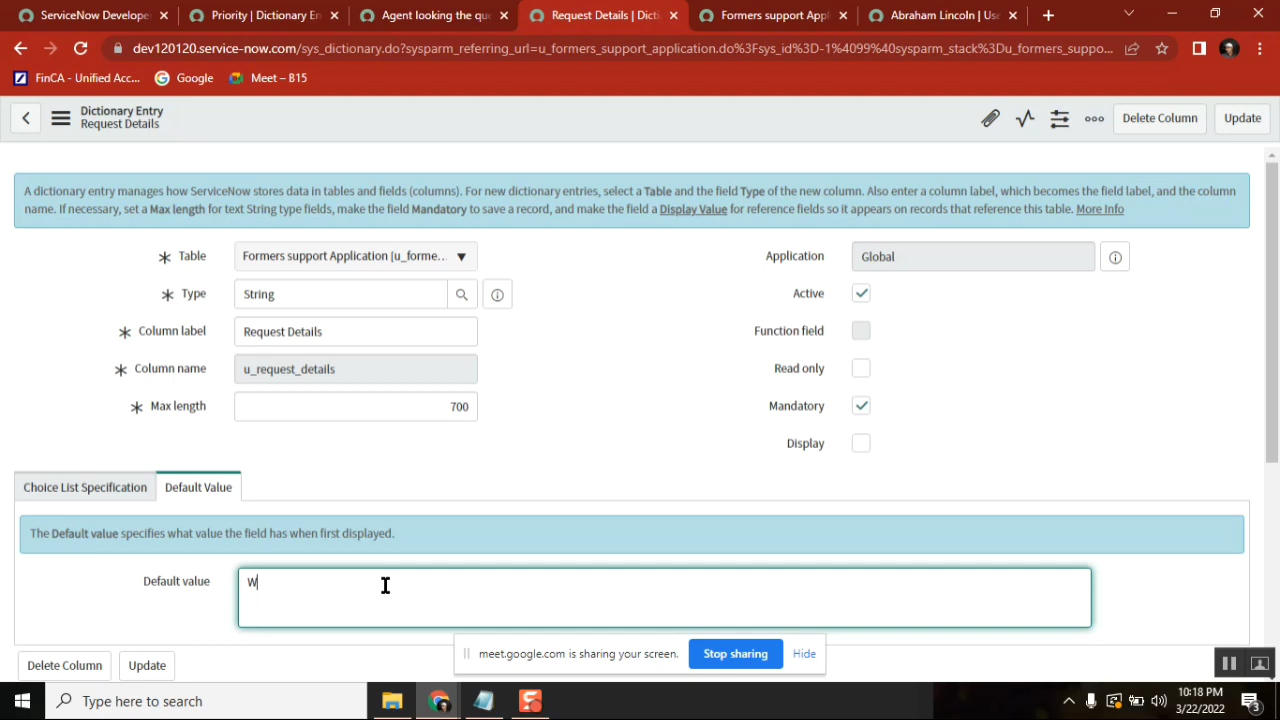 ServiceNow Develope
Priority | Dictionary En
Agent looking the que
Request Details | Dicti
Formers support Appl
Abraham Lincoln | Use
dev120120.service-now.com/sys_dictionary.do?sysparm_referring_url=u_formers_support_application.do%3Fsys_id%3D-1%4099%40sysparm_stack%3Du_formers_suppo...
FinCA - Unified Acc...
Google
Meet – B15
Dictionary Entry
Request Details
Delete Column
Update
A dictionary entry manages how ServiceNow stores data in tables and fields (columns). For new dictionary entries, select a Table and the field Type of the new column. Also enter a column label, which becomes the field label, and the column
name. If necessary, set a Max length for text String type fields, make the field Mandatory to save a record, and make the field a Display Value for reference fields so it appears on records that reference this table. More Info
Table
Formers support Application [u_forme...
Application
Global
Type
String
Active
Column label
Request Details
Function field
Column name
u_request_details
Read only
Max length
700
Mandatory
Display
Choice List Specification
Default Value
The Default value specifies what value the field has when first displayed.
Default value
W
meet.google.com is sharing your screen.
Stop sharing
Hide
Delete Column
Update
Type here to search
10:18 PM
3/22/2022
3